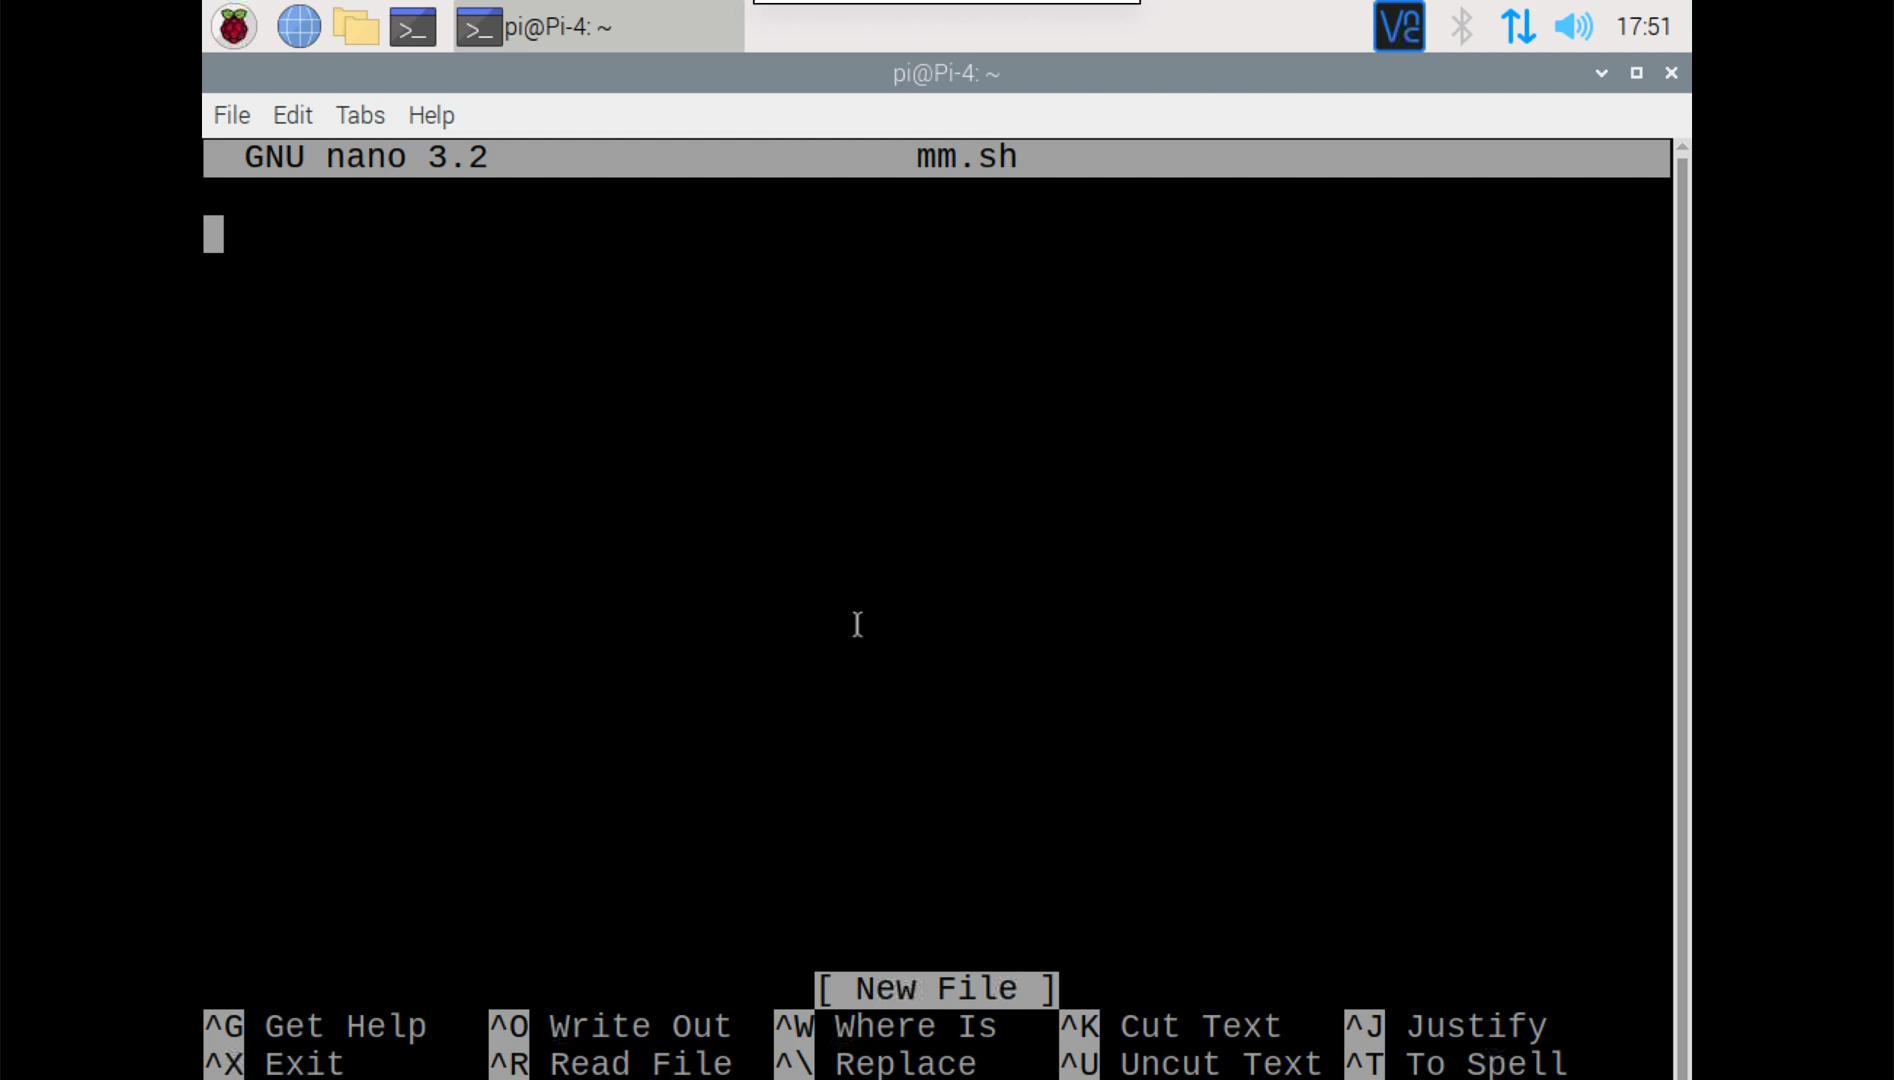 pi@Pi-4: ~ 17:51
pi@Pi-4: ~
File Edit Tabs Help
GNU nano 3.2 mm.sh
[ New File ]
^G Get Help ^O Write Out ^W Where Is ^K Cut Text ^J Justify
^X Exit ^R Read File ^\ Replace ^U Uncut Text ^T To Spell